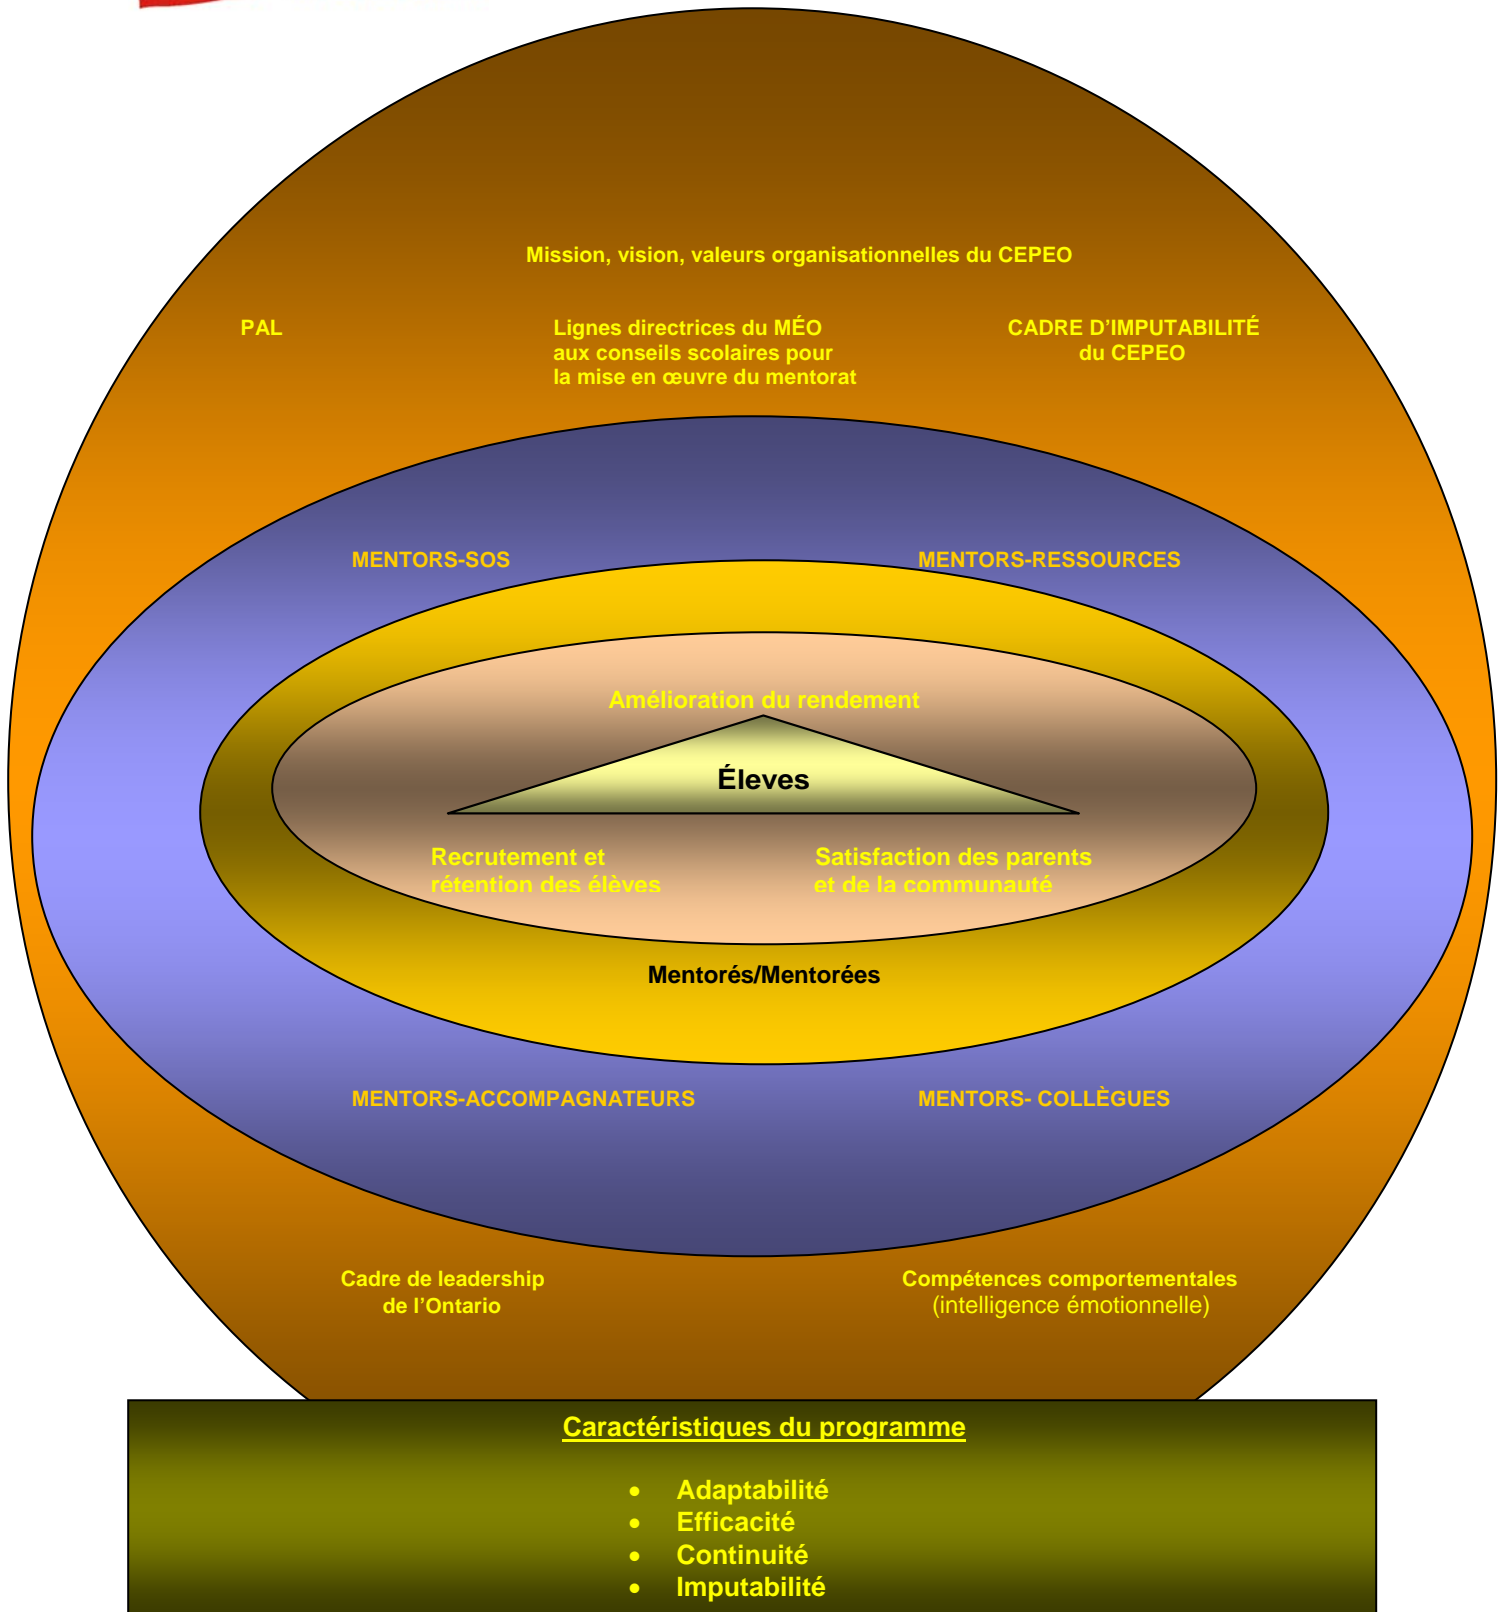 Mission, vision, valeurs organisationnelles du CEPEO
PAL
Lignes directrices du MÉO
aux conseils scolaires pour
la mise en œuvre du mentorat
CADRE D’IMPUTABILITÉ
du CEPEO
MENTORS-SOS
MENTORS-RESSOURCES
Amélioration du rendement
Éleves
Recrutement et
rétention des élèves
Satisfaction des parents
et de la communauté
Mentorés/Mentorées
MENTORS-ACCOMPAGNATEURS
MENTORS- COLLÈGUES
Cadre de leadership
de l’Ontario
Compétences comportementales
(intelligence émotionnelle)
Caractéristiques du programme
• Adaptabilité
• Efficacité
• Continuité
• Imputabilité